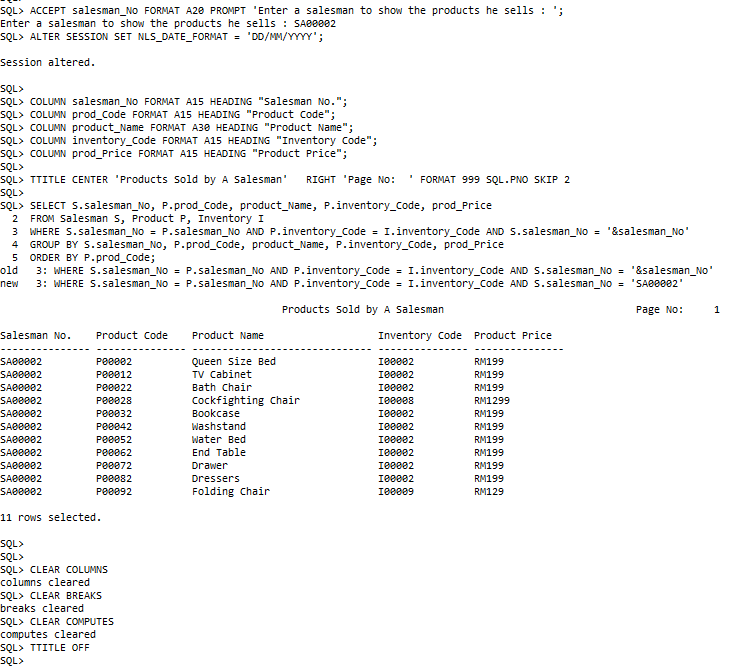 SQL> ACCEPT salesman_No FORMAT A20 PROMPT 'Enter a salesman to show the products he sells : ';
Enter a salesman to show the products he sells : SA00002
SQL> ALTER SESSION SET NLS_DATE_FORMAT = 'DD/MM/YYYY';
Session altered.
SQL>
SQL> COLUMN salesman_No FORMAT A15 HEADING "Salesman No.";
SQL> COLUMN prod_Code FORMAT A15 HEADING "Product Code";
SQL> COLUMN product_Name FORMAT A30 HEADING "Product Name";
SQL> COLUMN inventory_Code FORMAT A15 HEADING "Inventory Code";
SQL> COLUMN prod_Price FORMAT A15 HEADING "Product Price";
SQL>
SQL> TTITLE CENTER 'Products Sold by A Salesman'   RIGHT 'Page No:  ' FORMAT 999 SQL.PNO SKIP 2
SQL>
SQL> SELECT S.salesman_No, P.prod_Code, product_Name, P.inventory_Code, prod_Price
  2  FROM Salesman S, Product P, Inventory I
  3  WHERE S.salesman_No = P.salesman_No AND P.inventory_Code = I.inventory_Code AND S.salesman_No = '&salesman_No'
  4  GROUP BY S.salesman_No, P.prod_Code, product_Name, P.inventory_Code, prod_Price
  5  ORDER BY P.prod_Code;
old   3: WHERE S.salesman_No = P.salesman_No AND P.inventory_Code = I.inventory_Code AND S.salesman_No = '&salesman_No'
new   3: WHERE S.salesman_No = P.salesman_No AND P.inventory_Code = I.inventory_Code AND S.salesman_No = 'SA00002'
Products Sold by A Salesman                                Page No:     1
Salesman No.    Product Code    Product Name                   Inventory Code  Product Price
--------------- --------------- ------------------------------ --------------- ---------------
SA00002         P00002          Queen Size Bed                 I00002          RM199
SA00002         P00012          TV Cabinet                     I00002          RM199
SA00002         P00022          Bath Chair                     I00002          RM199
SA00002         P00028          Cockfighting Chair             I00008          RM1299
SA00002         P00032          Bookcase                       I00002          RM199
SA00002         P00042          Washstand                      I00002          RM199
SA00002         P00052          Water Bed                      I00002          RM199
SA00002         P00062          End Table                      I00002          RM199
SA00002         P00072          Drawer                         I00002          RM199
SA00002         P00082          Dressers                       I00002          RM199
SA00002         P00092          Folding Chair                  I00009          RM129
11 rows selected.
SQL>
SQL>
SQL> CLEAR COLUMNS
columns cleared
SQL> CLEAR BREAKS
breaks cleared
SQL> CLEAR COMPUTES
computes cleared
SQL> TTITLE OFF
SQL>